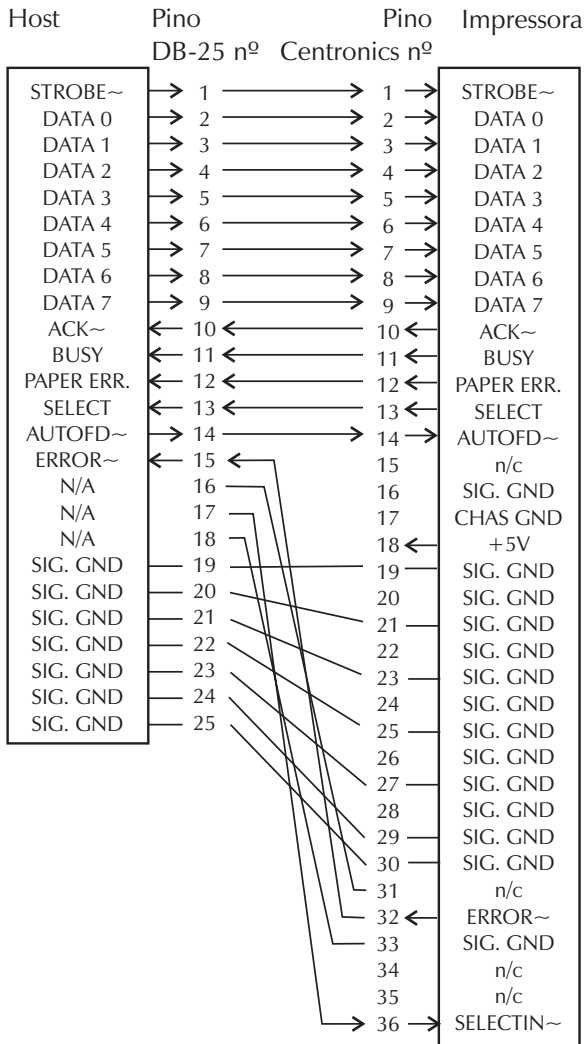 Host Pino Pino Impressora
DB-25 nº Centronics nº
STROBE~ 1 1 STROBE~
DATA 0 2 2 DATA 0
DATA 1 3 3 DATA 1
DATA 2 4 4 DATA 2
DATA 3 5 5 DATA 3
DATA 4 6 6 DATA 4
DATA 5 7 7 DATA 5
DATA 6 8 8 DATA 6
DATA 7 9 9 DATA 7
ACK~ 10 10 ACK~
BUSY 11 11 BUSY
PAPER ERR. 12 12 PAPER ERR.
SELECT 13 13 SELECT
AUTOFD~ 14 14 AUTOFD~
ERROR~ 15 15 n/c
N/A 16 16 SIG. GND
N/A 17 17 CHAS GND
N/A 18 18 +5V
SIG. GND 19 19 SIG. GND
SIG. GND 20 20 SIG. GND
SIG. GND 21 21 SIG. GND
SIG. GND 22 22 SIG. GND
SIG. GND 23 23 SIG. GND
SIG. GND 24 24 SIG. GND
SIG. GND 25 25 SIG. GND
26 SIG. GND
27 SIG. GND
28 SIG. GND
29 SIG. GND
30 SIG. GND
31 n/c
32 ERROR~
33 SIG. GND
34 n/c
35 n/c
36 SELECTIN~